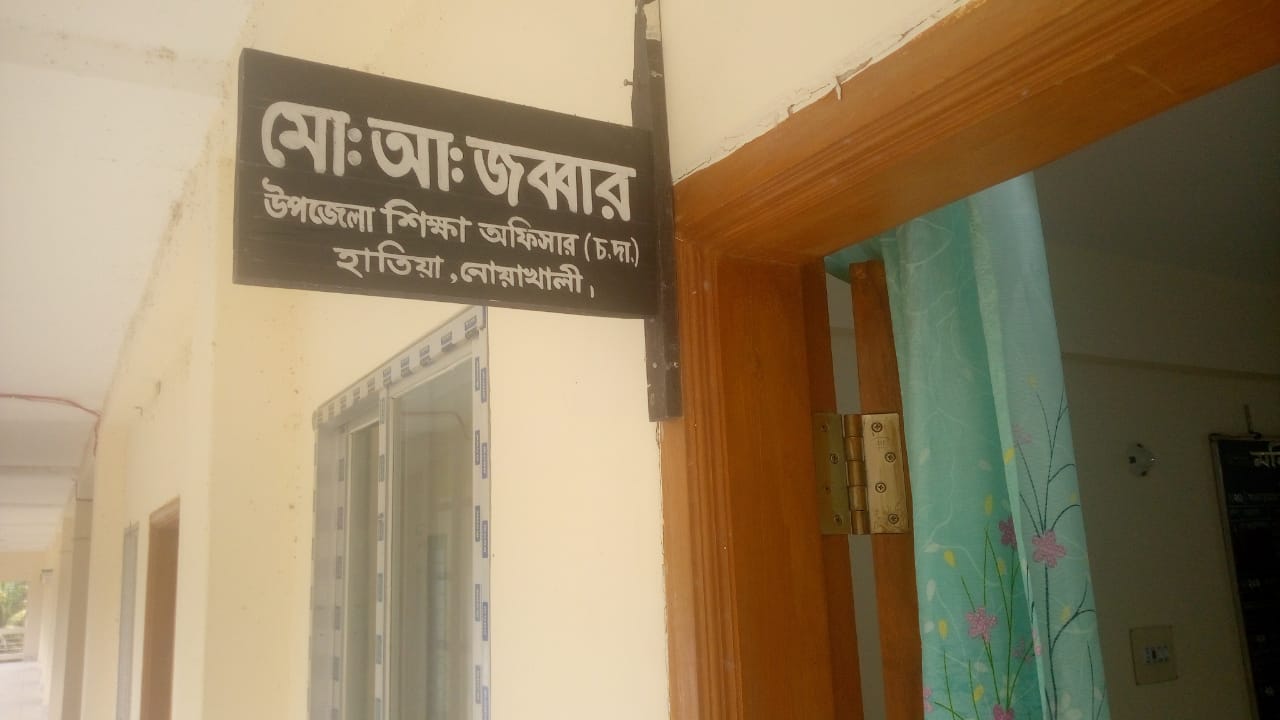 মো: আ: জব্বার
উপজেলা শিক্ষা অফিসার (চ.দা.)
হাতিয়া, নোয়াখালী।